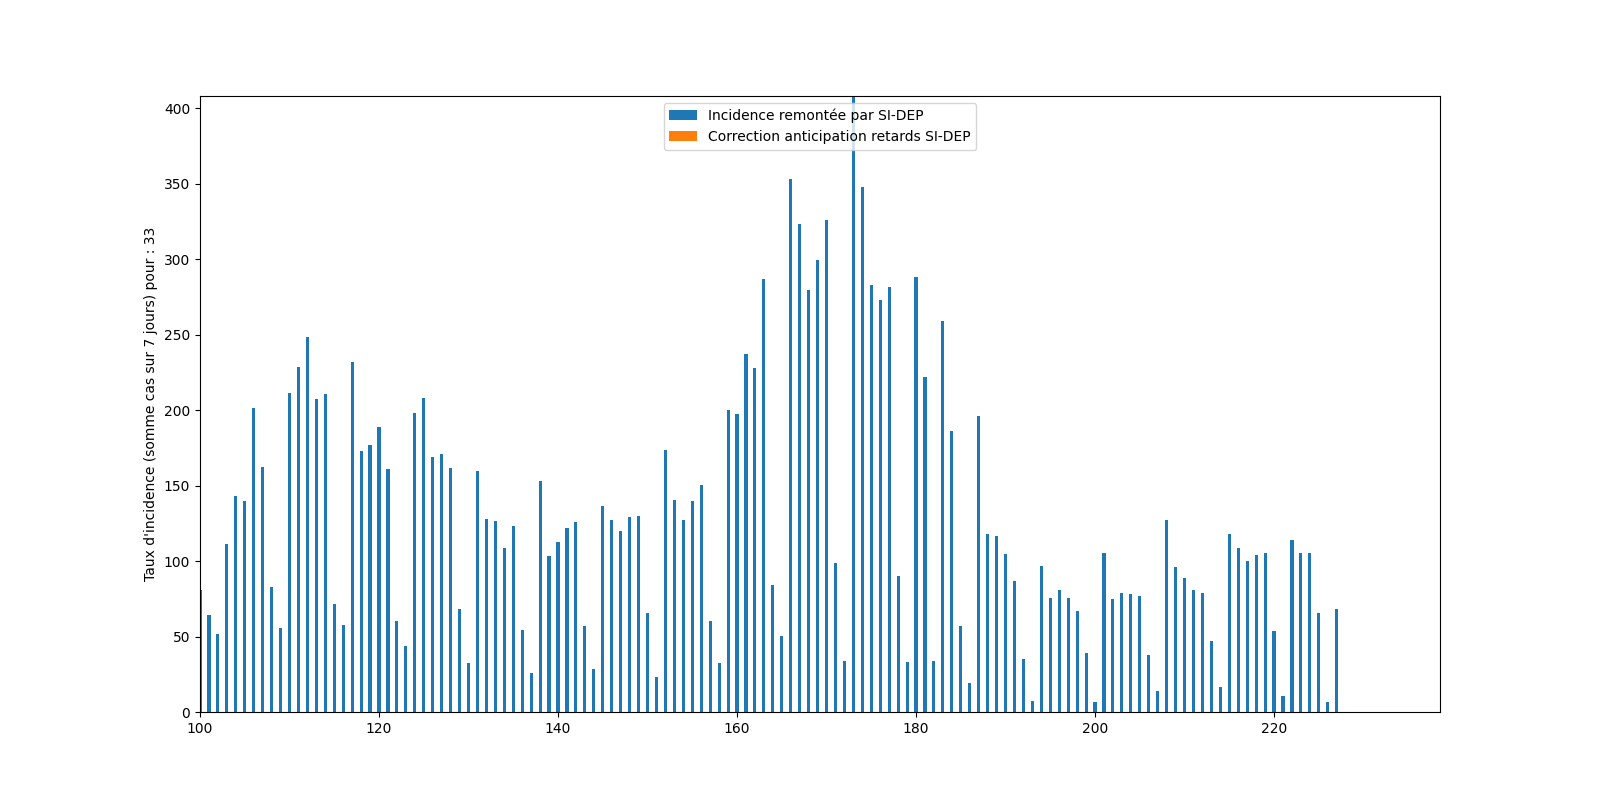 Incidence remontée par SI-DEP
Correction anticipation retards SI-DEP
Taux d'incidence (somme cas sur 7 jours) pour : 33
400
350
300
250
200
150
100
50
0
100 120 140 160 180 200 220